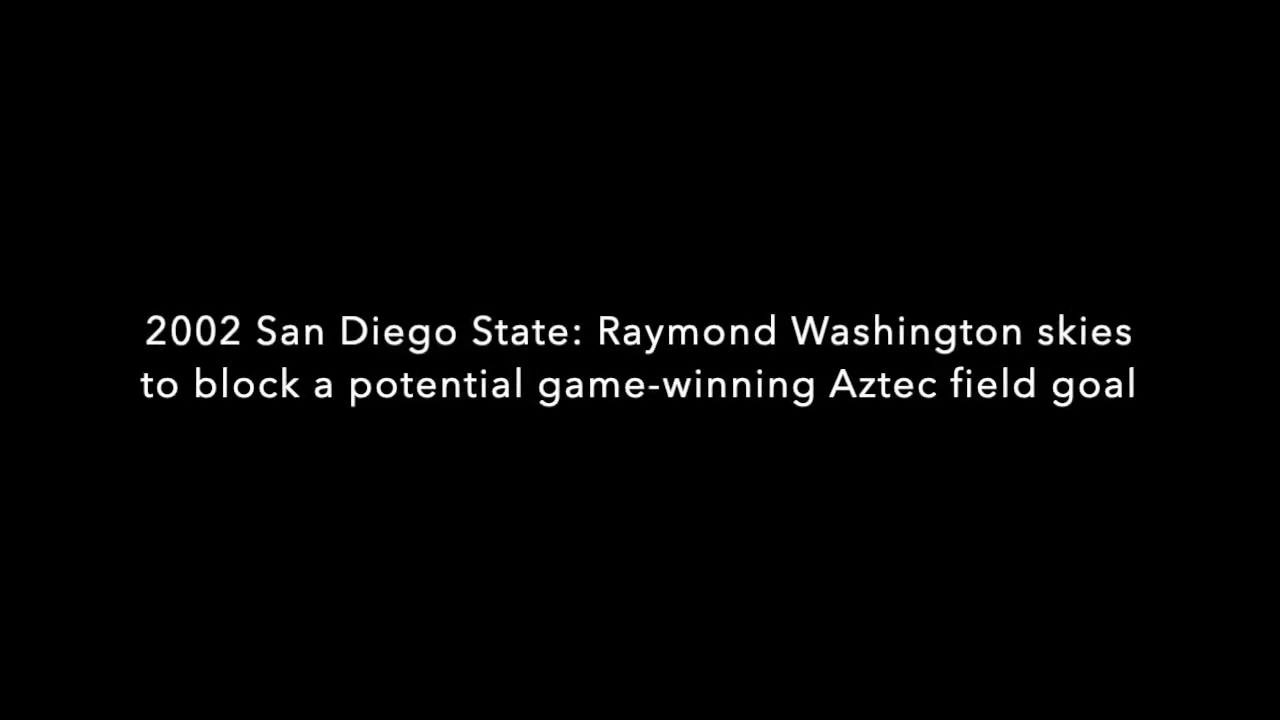 2002 San Diego State: Raymond Washington skies
to block a potential game-winning Aztec field goal